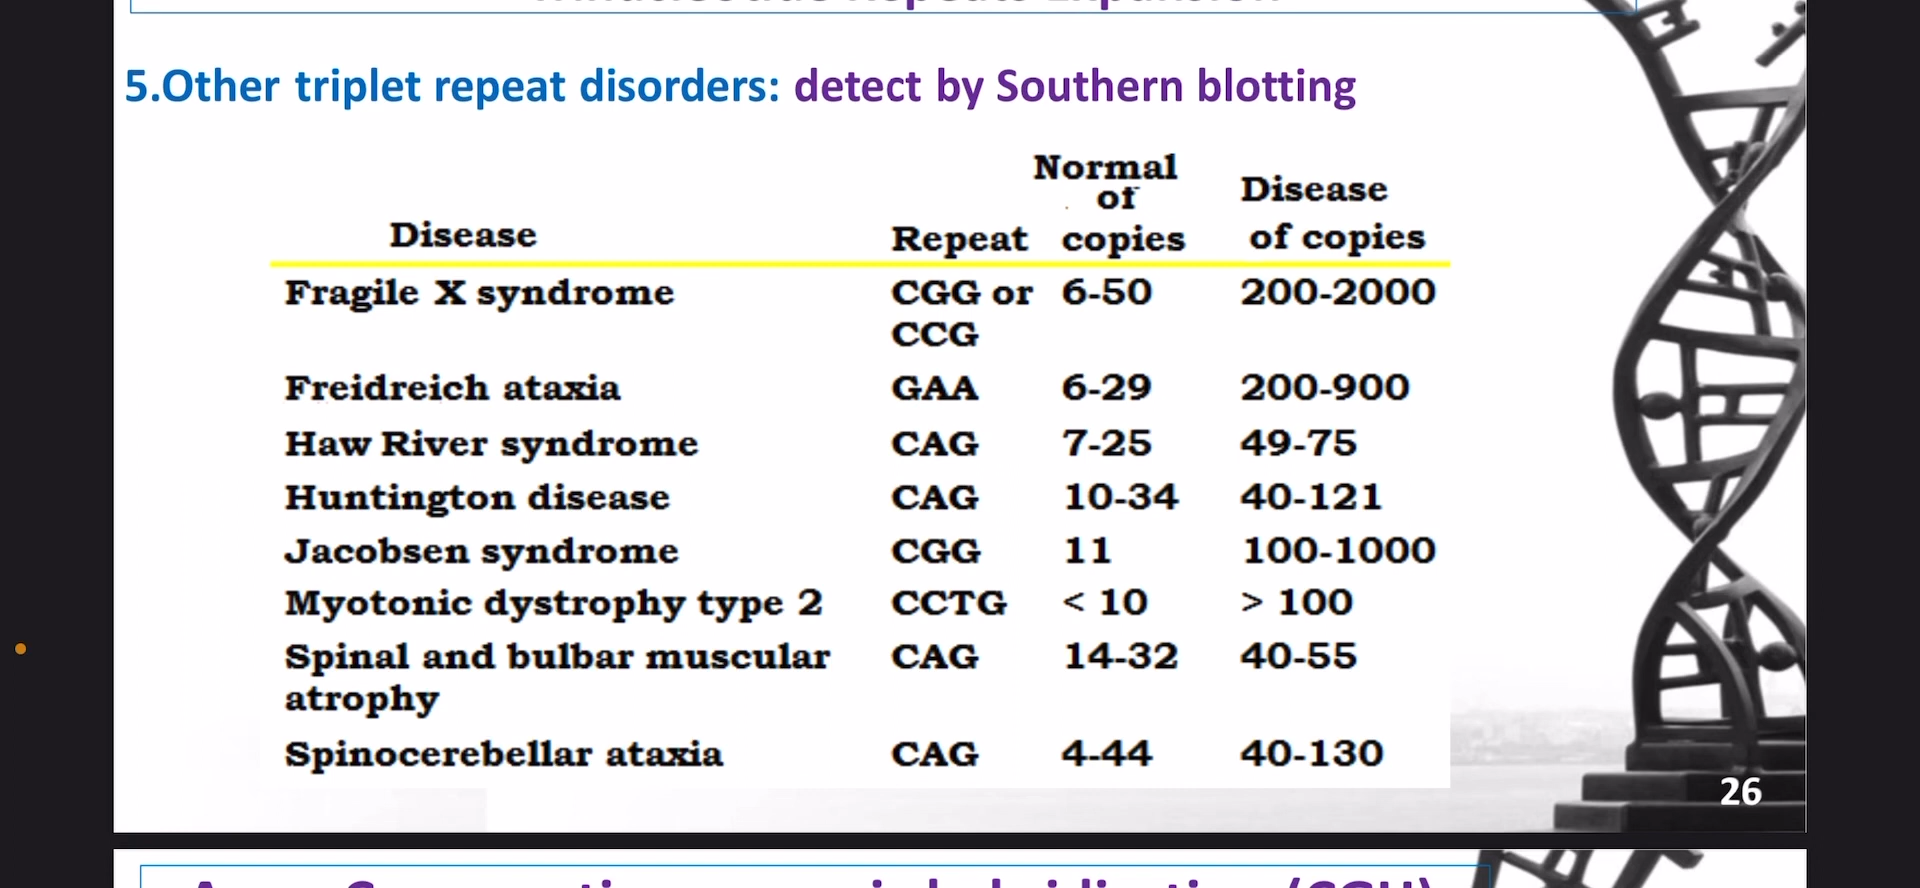 5.Other triplet repeat disorders: detect by Southern blotting
Normal
of
Disease
Disease Repeat copies of copies
Fragile X syndrome CGG or 6-50 200-2000
CCG
Freidreich ataxia GAA 6-29 200-900
Haw River syndrome CAG 7-25 49-75
Huntington disease CAG 10-34 40-121
Jacobsen syndrome CGG 11 100-1000
Myotonic dystrophy type 2 CCTG < 10 > 100
Spinal and bulbar muscular CAG 14-32 40-55
atrophy
Spinocerebellar ataxia CAG 4-44 40-130
26